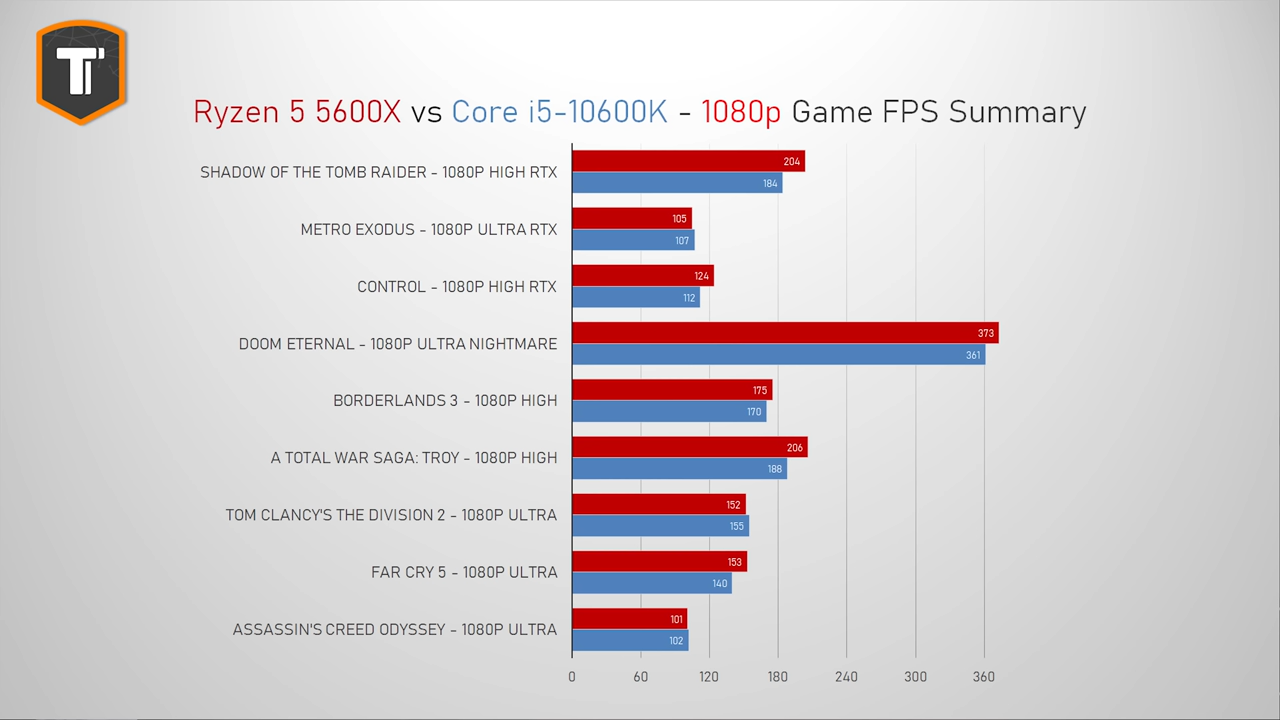 Ryzen 5 5600X vs Core i5-10600K - 1080p Game FPS Summary
SHADOW OF THE TOMB RAIDER - 1080P HIGH RTX
204
184
METRO EXODUS - 1080P ULTRA RTX
105
107
CONTROL - 1080P HIGH RTX
124
112
DOOM ETERNAL - 1080P ULTRA NIGHTMARE
373
361
BORDERLANDS 3 - 1080P HIGH
175
170
A TOTAL WAR SAGA: TROY - 1080P HIGH
206
188
TOM CLANCY'S THE DIVISION 2 - 1080P ULTRA
152
155
FAR CRY 5 - 1080P ULTRA
153
140
ASSASSIN'S CREED ODYSSEY - 1080P ULTRA
101
102
0 60 120 180 240 300 360